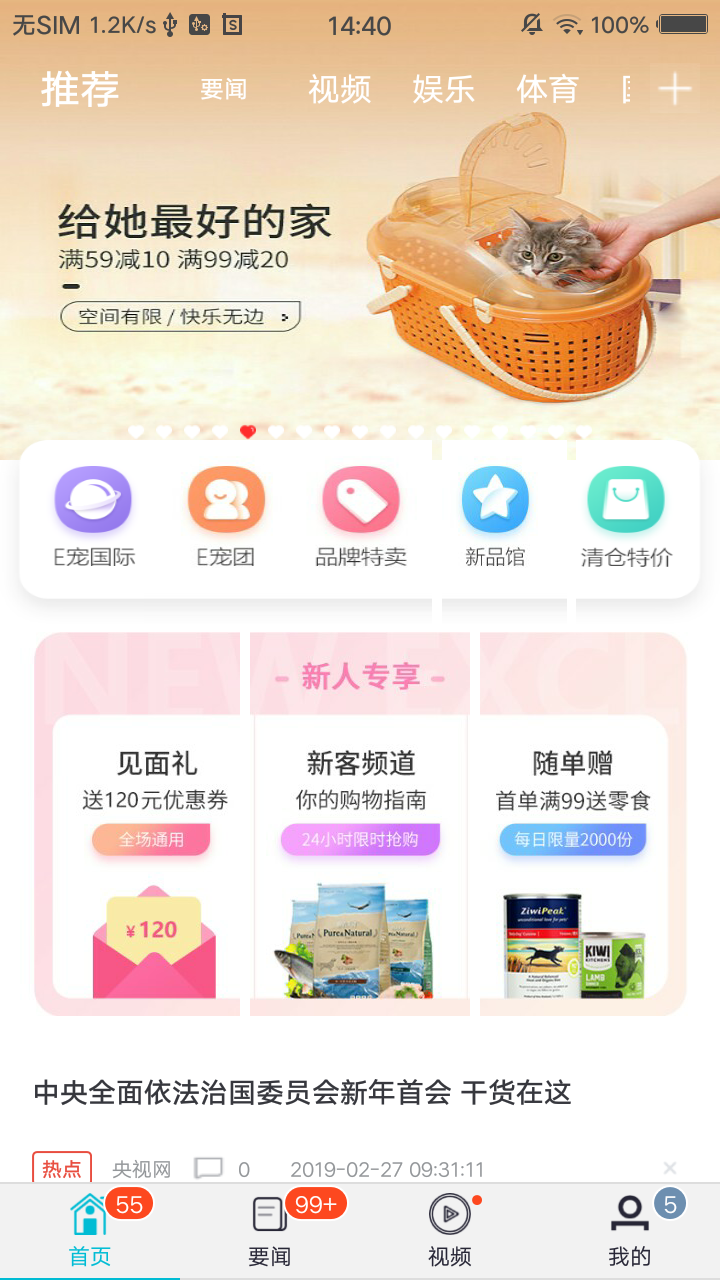 无SIM 1.2K/s 14:40 100%
推荐 要闻 视频 娱乐 体育
给她最好的家
满59减10 满99减20
空间有限 / 快乐无边
E宠国际 E宠团 品牌特卖 新品馆 清仓特价
NEW EXCL
- 新人专享 -
见面礼 新客频道 随单赠
送120元优惠券 你的购物指南 首单满99送零食
全场通用 24小时限时抢购 每日限量2000份
¥120
Pure&Natural
ZiwiPeak
KIWI
KITCHENS
LAMB
中央全面依法治国委员会新年首会 干货在这
热点 央视网 0 2019-02-27 09:31:11
55 99+ 5
首页 要闻 视频 我的